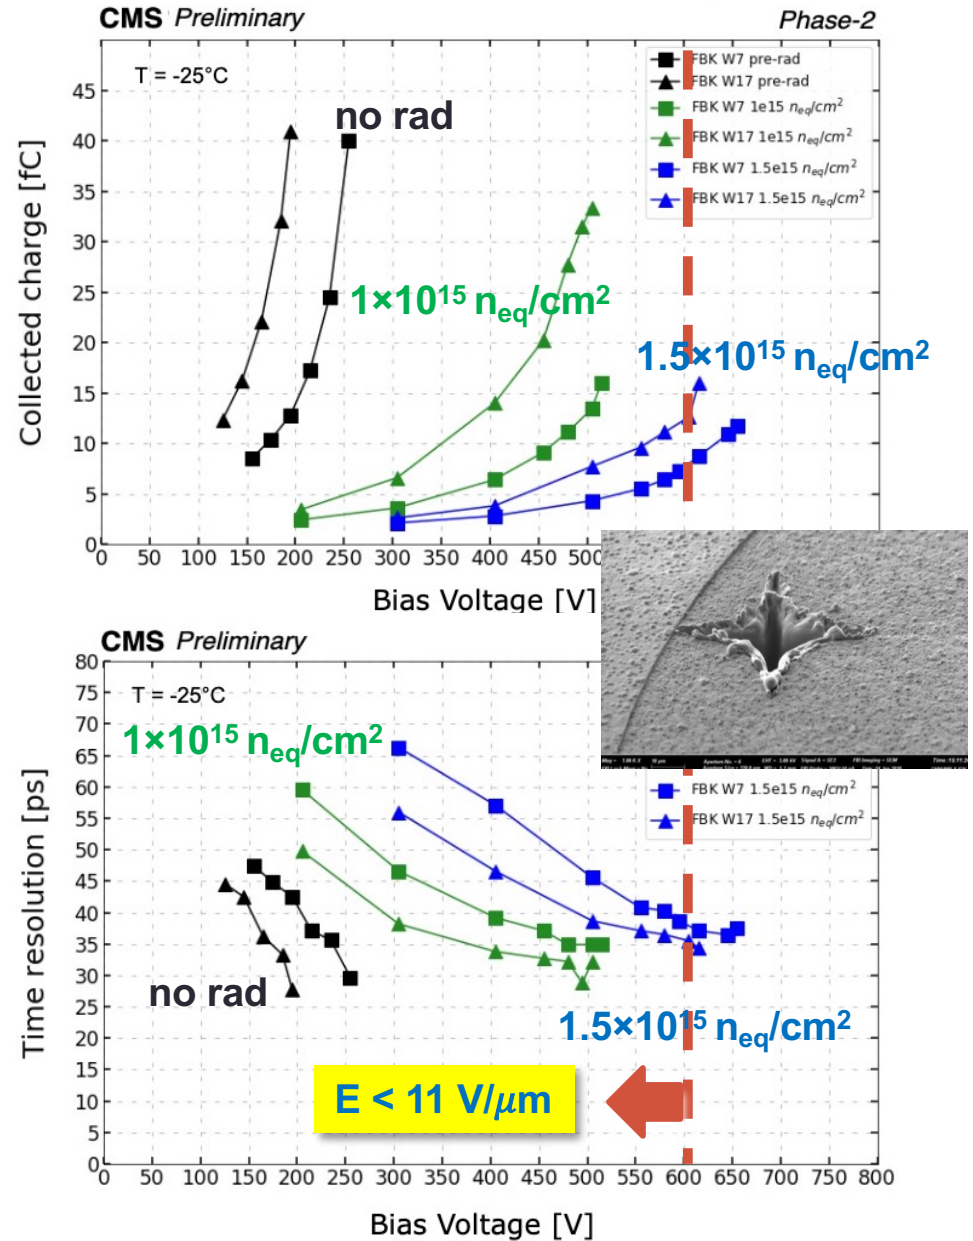 CMS Preliminary Phase-2
T = -25°C
no rad
1×10¹⁵ nₑq/cm²
1.5×10¹⁵ nₑq/cm²
FBK W7 pre-rad
FBK W17 pre-rad
FBK W7 1e15 nₑq/cm²
FBK W17 1e15 nₑq/cm²
FBK W7 1.5e15 nₑq/cm²
FBK W17 1.5e15 nₑq/cm²
Collected charge [fC]
45
40
35
30
25
20
15
10
5
0
0 50 100 150 200 250 300 350 400 450 500
Bias Voltage [V]
CMS Preliminary
T = -25°C
1×10¹⁵ nₑq/cm²
FBK W7 1.5e15 nₑq/cm²
FBK W17 1.5e15 nₑq/cm²
no rad
1.5×10¹⁵ nₑq/cm²
E < 11 V/μm
Time resolution [ps]
80
75
70
65
60
55
50
45
40
35
30
25
20
15
10
5
0
0 50 100 150 200 250 300 350 400 450 500 550 600 650 700 750 800
Bias Voltage [V]